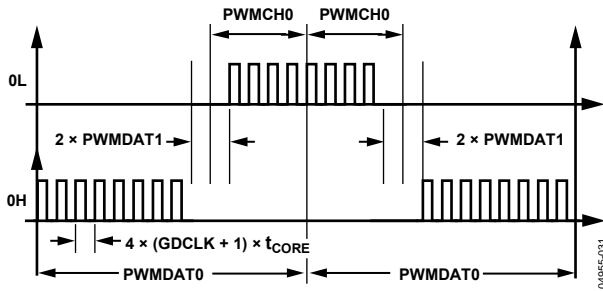 PWMCH0 PWMCH0
0L
2 × PWMDAT1 2 × PWMDAT1
0H
4 × (GDCLK + 1) × tCORE
PWMDAT0 PWMDAT0
04955-031